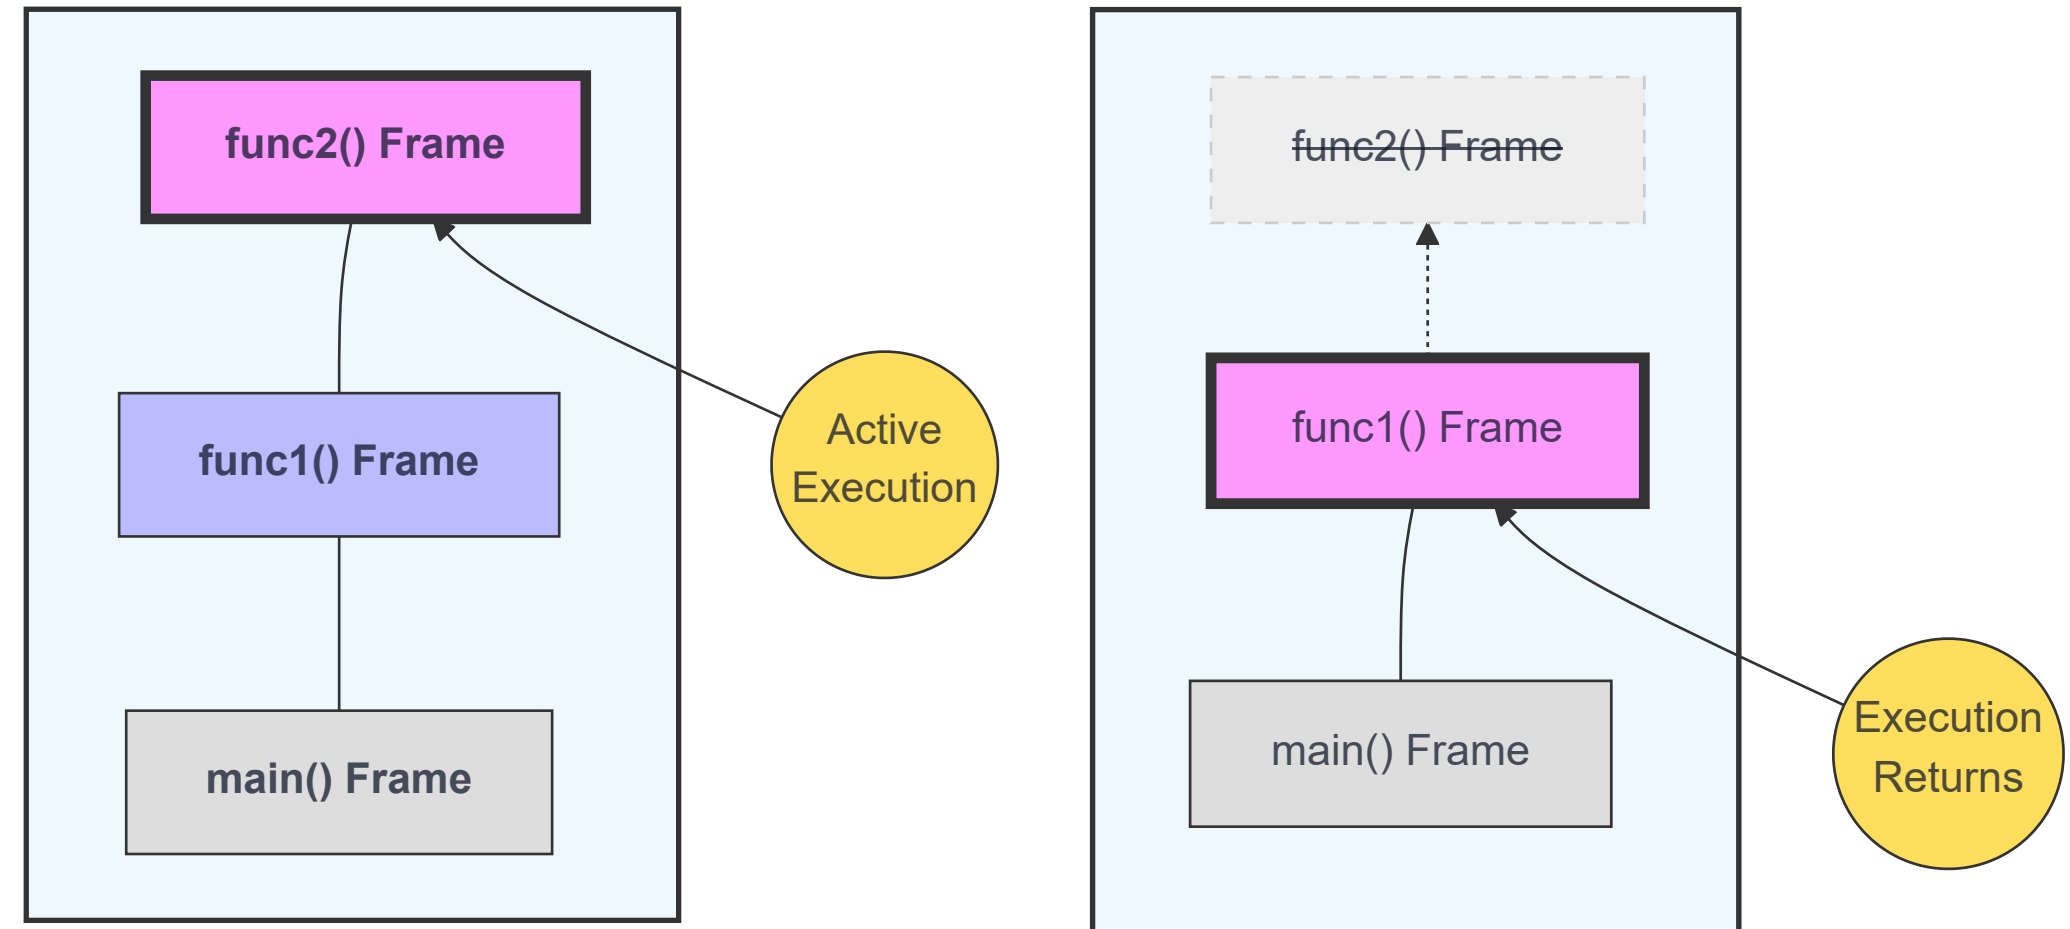 func2() Frame
func1() Frame
main() Frame
Active
Execution
func2() Frame
func1() Frame
main() Frame
Execution
Returns